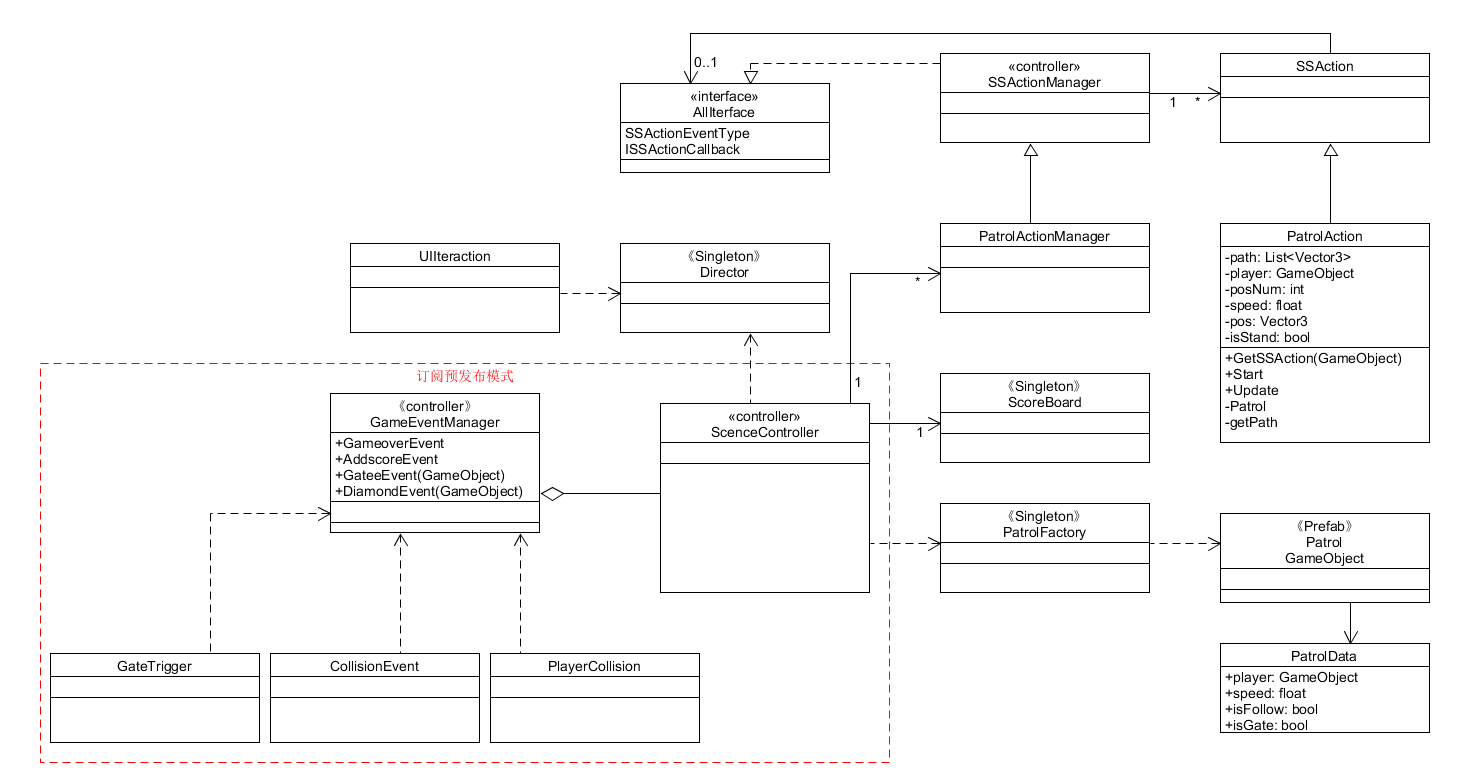 0..1
«interface»
AllIterface
SSActionEventType
ISSActionCallback
«controller»
SSActionManager
1
*
SSAction
UIIteraction
《Singleton》
Director
PatrolActionManager
*
1
PatrolAction
-path: List<Vector3>
-player: GameObject
-posNum: int
-speed: float
-pos: Vector3
-isStand: bool
+GetSSAction(GameObject)
+Start
+Update
-Patrol
-getPath
订阅预发布模式
《controller》
GameEventManager
+GameoverEvent
+AddscoreEvent
+GateeEvent(GameObject)
+DiamondEvent(GameObject)
«controller»
ScenceController
《Singleton》
ScoreBoard
1
《Singleton》
PatrolFactory
《Prefab》
Patrol
GameObject
GateTrigger
CollisionEvent
PlayerCollision
PatrolData
+player: GameObject
+speed: float
+isFollow: bool
+isGate: bool